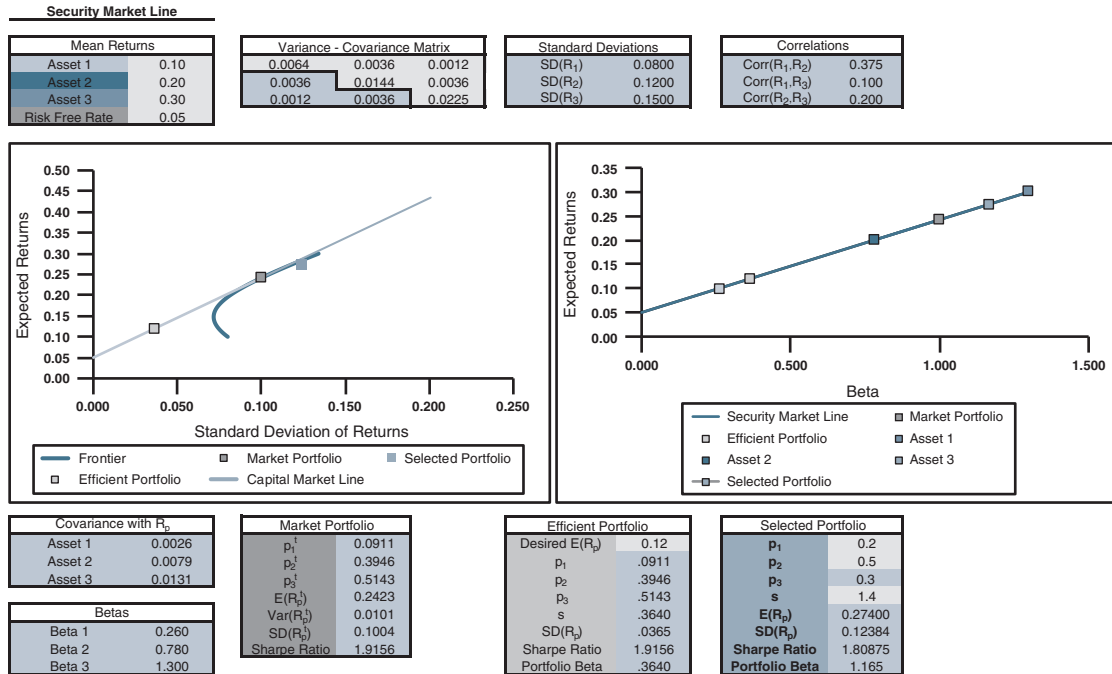 Security Market Line
Mean Returns
Asset 1 0.10
Asset 2 0.20
Asset 3 0.30
Risk Free Rate 0.05
Variance - Covariance Matrix
0.0064 0.0036 0.0012
0.0036 0.0144 0.0036
0.0012 0.0036 0.0225
Standard Deviations
SD(R1) 0.0800
SD(R2) 0.1200
SD(R3) 0.1500
Correlations
Corr(R1,R2) 0.375
Corr(R1,R3) 0.100
Corr(R2,R3) 0.200
Expected Returns
0.50
0.45
0.40
0.35
0.30
0.25
0.20
0.15
0.10
0.05
0.00
0.000 0.050 0.100 0.150 0.200 0.250
Standard Deviation of Returns
Frontier Market Portfolio Selected Portfolio
Efficient Portfolio Capital Market Line
Expected Returns
0.35
0.30
0.25
0.20
0.15
0.10
0.05
0.00
0.000 0.500 1.000 1.500
Beta
Security Market Line Market Portfolio
Efficient Portfolio Asset 1
Asset 2 Asset 3
Selected Portfolio
Covariance with Rp
Asset 1 0.0026
Asset 2 0.0079
Asset 3 0.0131
Betas
Beta 1 0.260
Beta 2 0.780
Beta 3 1.300
Market Portfolio
p1^t 0.0911
p2^t 0.3946
p3^t 0.5143
E(Rp^t) 0.2423
Var(Rp^t) 0.0101
SD(Rp^t) 0.1004
Sharpe Ratio 1.9156
Efficient Portfolio
Desired E(Rp) 0.12
p1 .0911
p2 .3946
p3 .5143
s .3640
SD(Rp) .0365
Sharpe Ratio 1.9156
Portfolio Beta .3640
Selected Portfolio
p1 0.2
p2 0.5
p3 0.3
s 1.4
E(Rp) 0.27400
SD(Rp) 0.12384
Sharpe Ratio 1.80875
Portfolio Beta 1.165